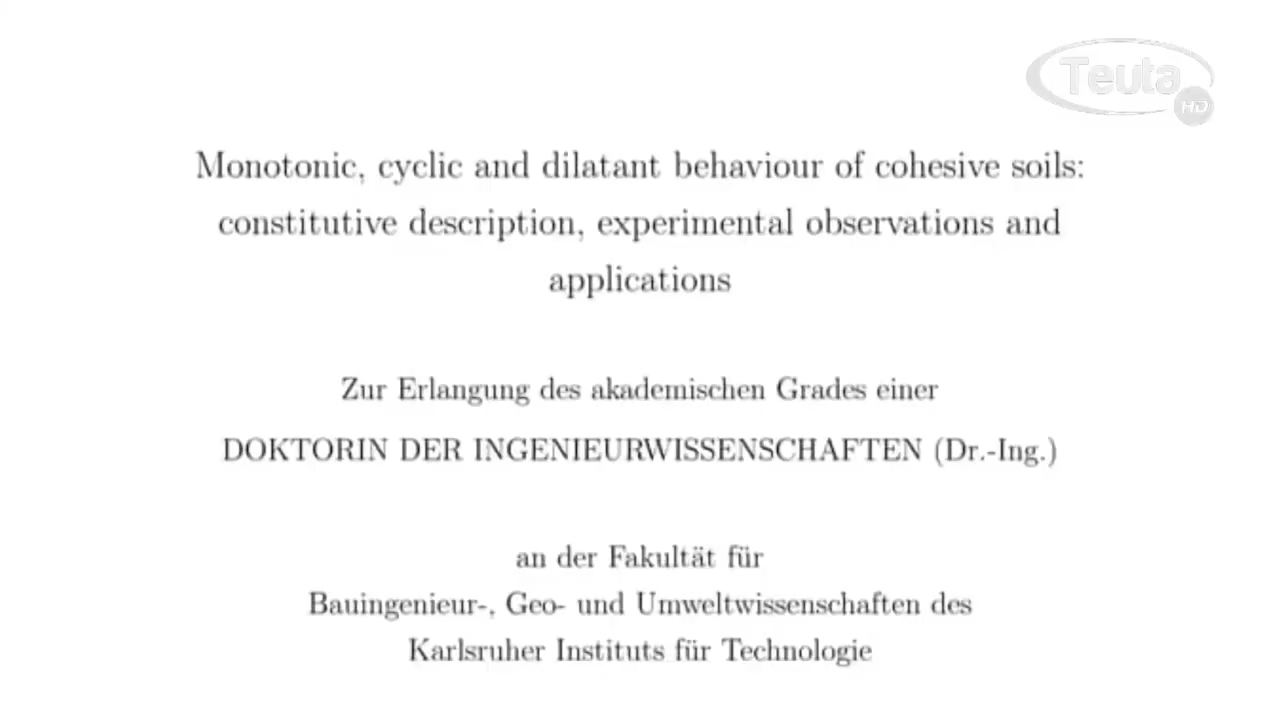 Teuta
HD
Monotonic, cyclic and dilatant behaviour of cohesive soils:
constitutive description, experimental observations and
applications
Zur Erlangung des akademischen Grades einer
DOKTORIN DER INGENIEURWISSENSCHAFTEN (Dr.-Ing.)
an der Fakultät für
Bauingenieur-, Geo- und Umweltwissenschaften des
Karlsruher Instituts für Technologie